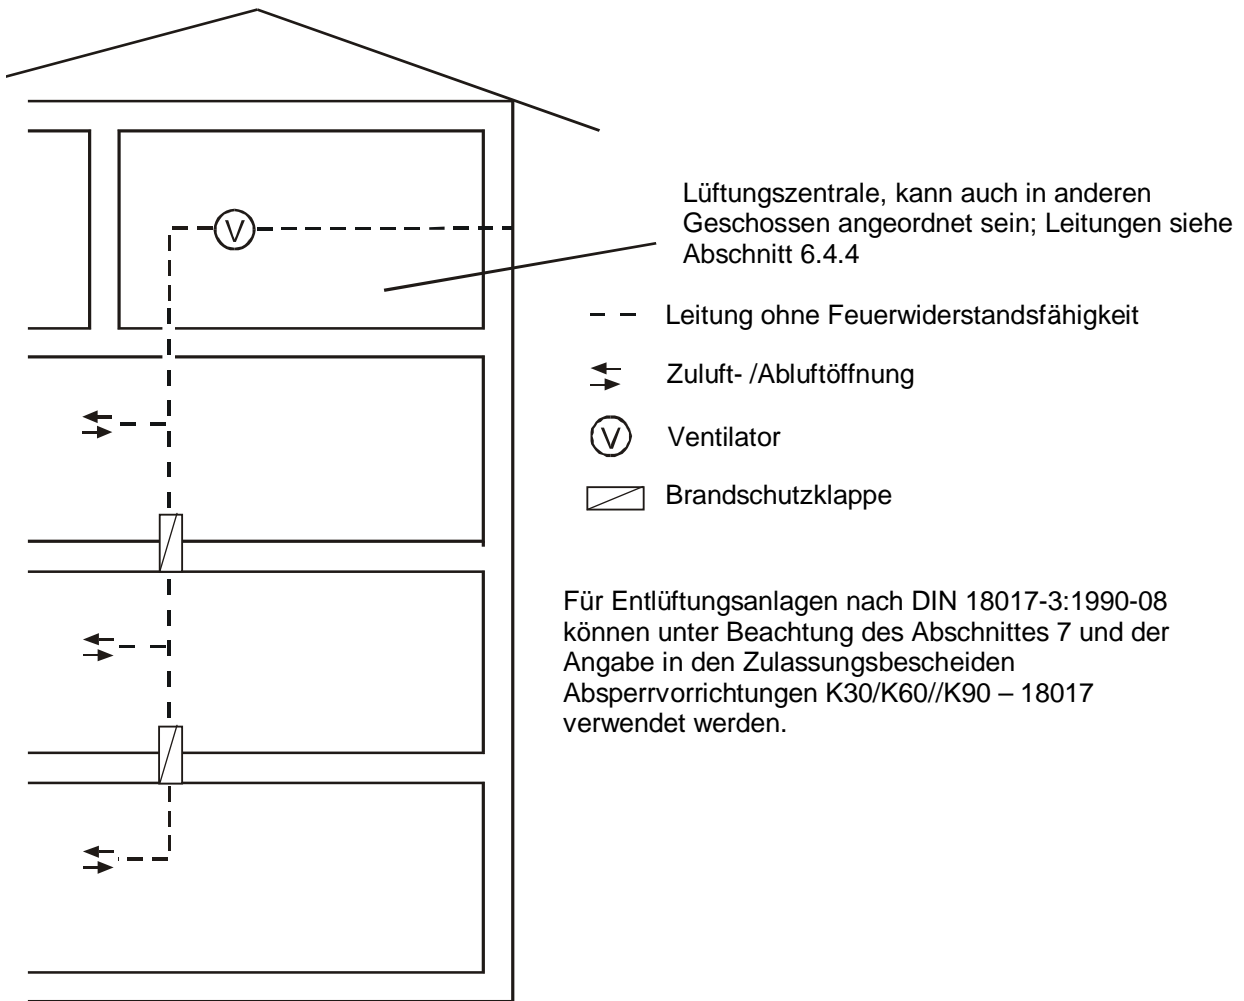 Lüftungszentrale, kann auch in anderen
Geschossen angeordnet sein; Leitungen siehe
Abschnitt 6.4.4
V
Leitung ohne Feuerwiderstandsfähigkeit
Zuluft- /Abluftöffnung
V Ventilator
Brandschutzklappe
Für Entlüftungsanlagen nach DIN 18017-3:1990-08
können unter Beachtung des Abschnittes 7 und der
Angabe in den Zulassungsbescheiden
Absperrvorrichtungen K30/K60//K90 – 18017
verwendet werden.